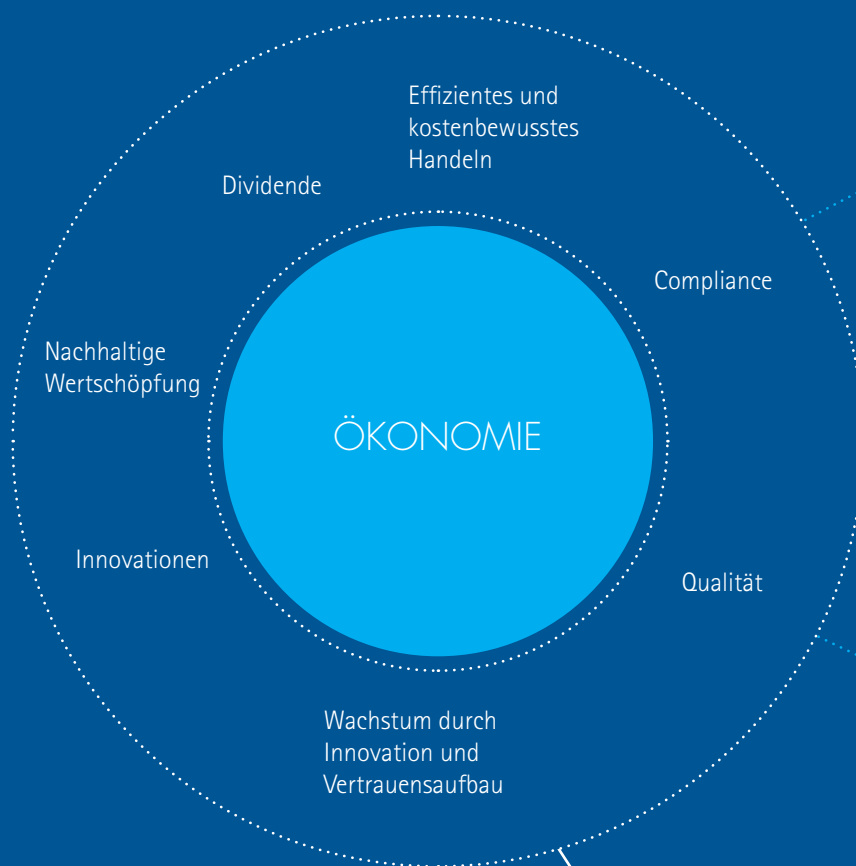 Effizientes und
kostenbewusstes
Handeln
Dividende
Compliance
Nachhaltige
Wertschöpfung
ÖKONOMIE
Innovationen
Qualität
Wachstum durch
Innovation und
Vertrauensaufbau